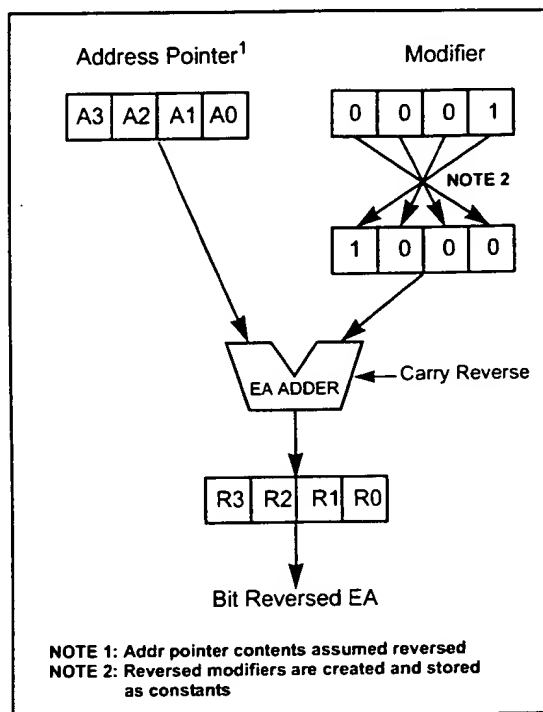 Address Pointer1 Modifier
A3 A2 A1 A0 0 0 0 1
NOTE 2
1 0 0 0
EA ADDER Carry Reverse
R3 R2 R1 R0
Bit Reversed EA
NOTE 1: Addr pointer contents assumed reversed
NOTE 2: Reversed modifiers are created and stored
as constants